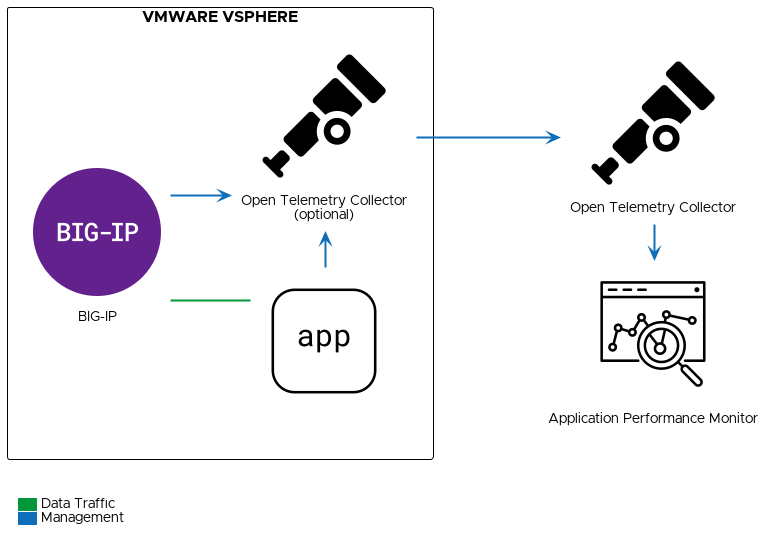 VMWARE VSPHERE
BIG-IP
BIG-IP
Open Telemetry Collector
(optional)
app
Open Telemetry Collector
Application Performance Monitor
Data Traffic
Management